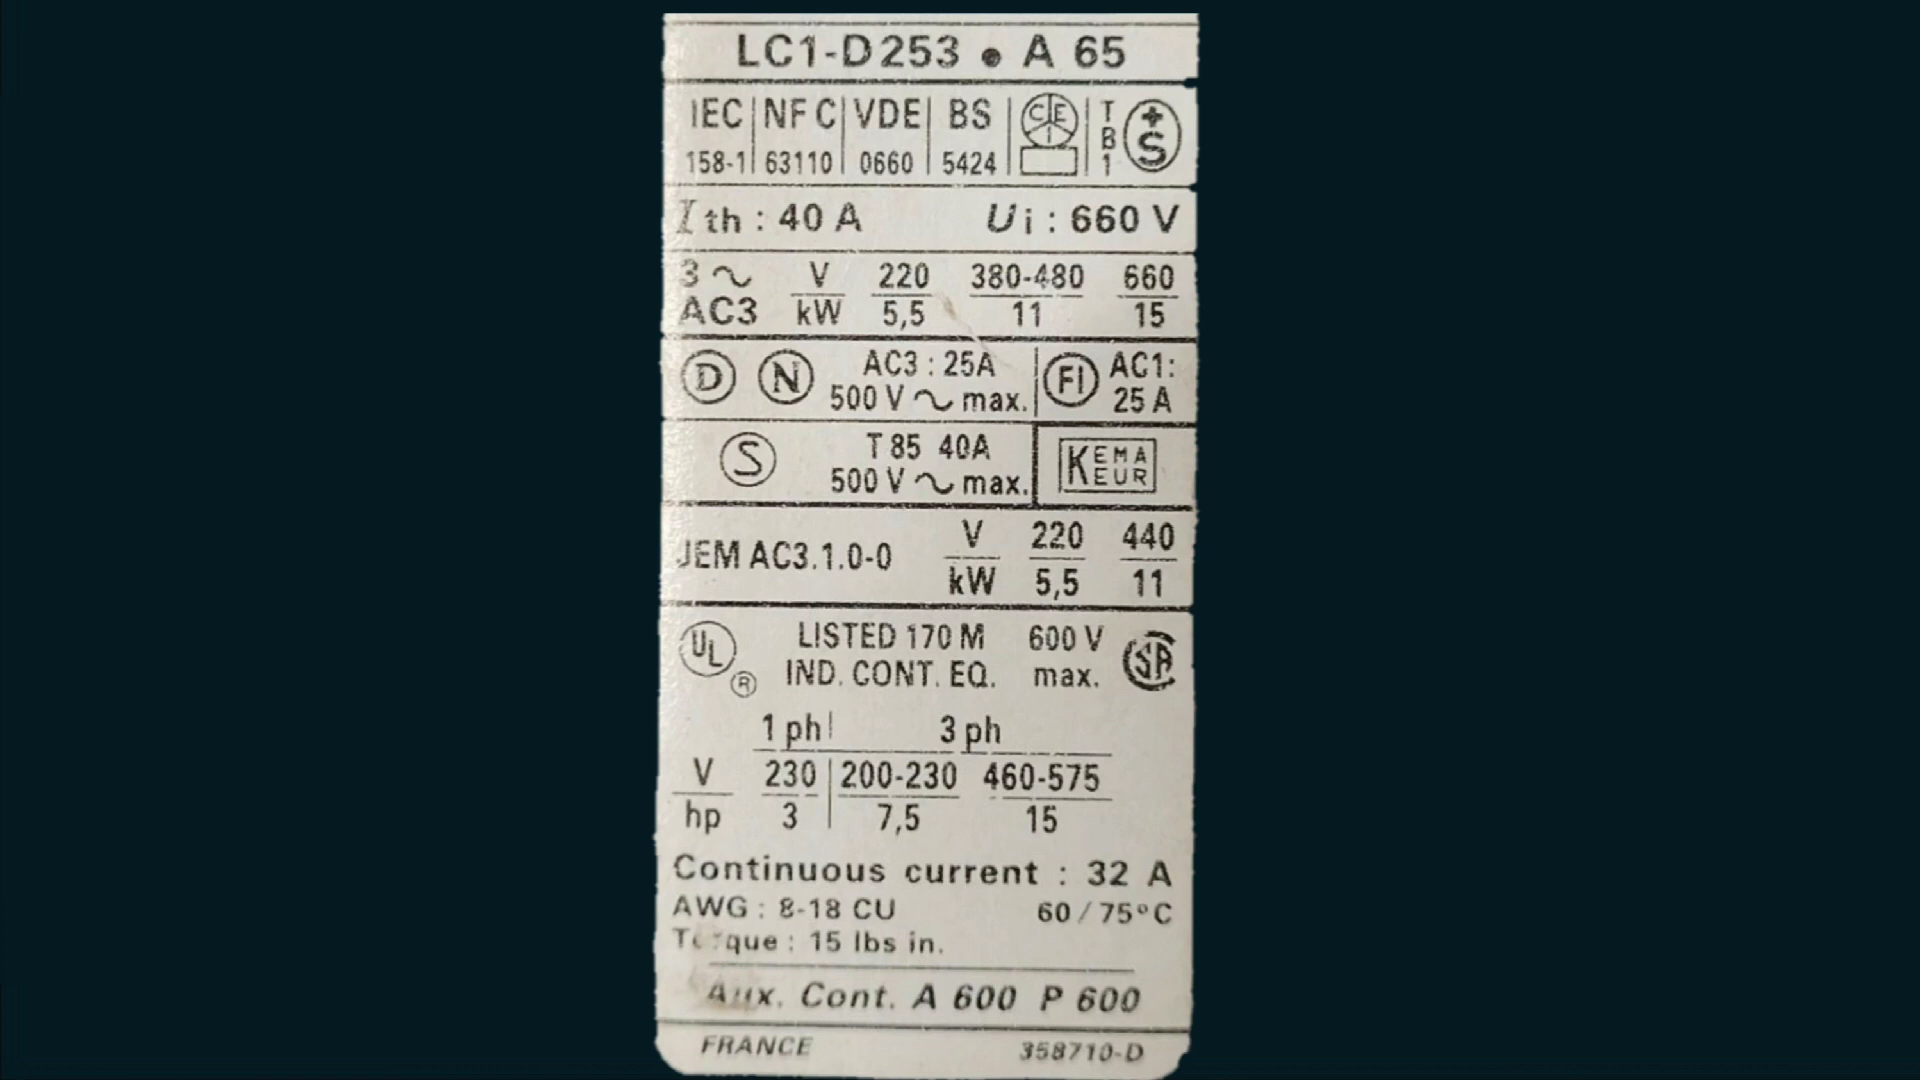 LC1-D253 • A 65
IEC NF C VDE BS CEI TB1 +S
158-1 63110 0660 5424
Ith : 40 A Ui : 660 V
3 ~ V 220 380-480 660
AC3 kW 5,5 11 15
D N AC3 : 25A FI AC1:
500 V ~ max. 25 A
S T 85 40A KEMA
500 V ~ max. EUR
V 220 440
JEM AC3.1.0-0
kW 5,5 11
UL LISTED 170 M 600 V
® IND. CONT. EQ. max. SA
1 ph 3 ph
V 230 200-230 460-575
hp 3 7,5 15
Continuous current : 32 A
AWG : 8-18 CU 60 / 75°C
Torque : 15 lbs in.
Aux. Cont. A 600 P 600
FRANCE 358710-D